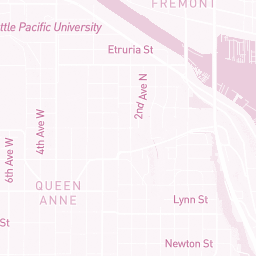 FREMONT
ttle Pacific University
Etruria St
2nd Ave N
4th Ave W
6th Ave W
QUEEN
ANNE
Lynn St
St
Newton St